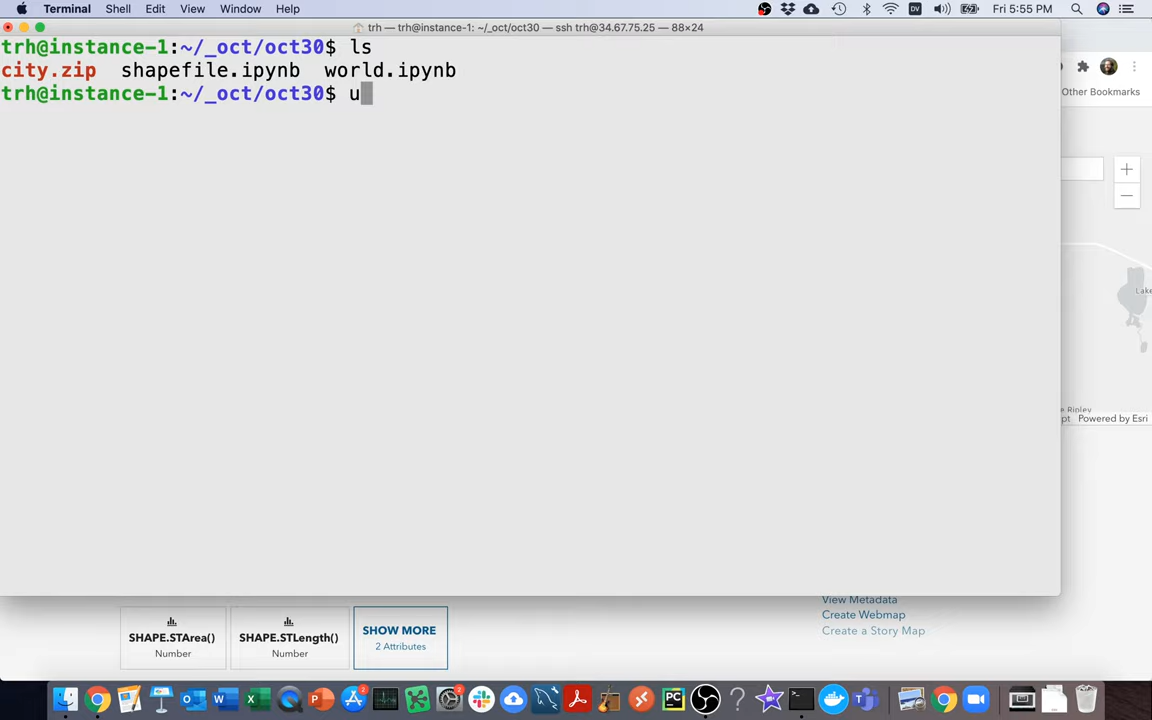 Terminal Shell Edit View Window Help DV Fri 5:55 PM
trh — trh@instance-1: ~/_oct/oct30 — ssh trh@34.67.75.25 — 88×24
trh@instance-1:~/_oct/oct30$ ls
city.zip shapefile.ipynb world.ipynb
trh@instance-1:~/_oct/oct30$ u
Other Bookmarks
+
−
Lake
Ripley
Powered by Esri
View Metadata
Create Webmap
Create a Story Map
SHAPE.STArea()
Number
SHAPE.STLength()
Number
SHOW MORE
2 Attributes